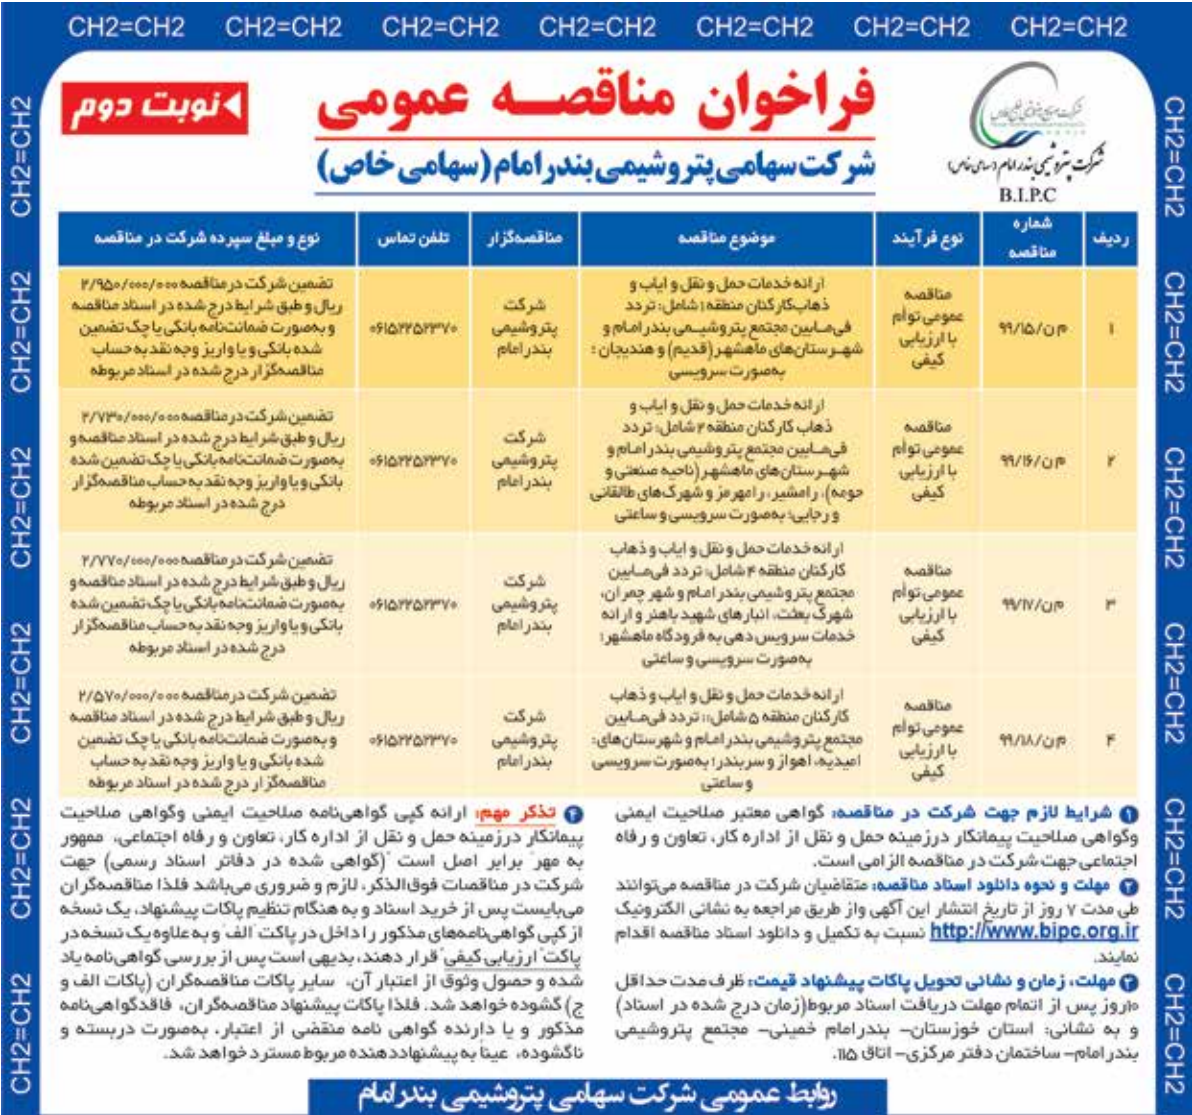 CH2=CH2 CH2=CH2 CH2=CH2 CH2=CH2 CH2=CH2 CH2=CH2 CH2=CH2
شرکت پتروشیمی بندر امام (سهامی خاص)
B.I.P.C
فراخوان مناقصه عمومی
نوبت دوم
شرکت سهامی پتروشیمی بندر امام (سهامی خاص)
ردیف
شماره
مناقصه
نوع فرآیند
موضوع مناقصه
مناقصه‌گزار
تلفن تماس
نوع و مبلغ سپرده شرکت در مناقصه
۱
م ن/۹۹/۱۵
مناقصه
عمومی توأم
با ارزیابی
کیفی
ارائه خدمات حمل و نقل و ایاب و
ذهاب کارکنان منطقه ۱ شامل: تردد
فی‌مابین مجتمع پتروشیمی بندر امام و
شهرستان‌های ماهشهر (قدیم) و هندیجان ؛
به‌صورت سرویسی
شرکت
پتروشیمی
بندر امام
۰۶۱۵۲۲۵۲۳۷۰
تضمین شرکت در مناقصه ۲/۹۵۰/۰۰۰/۰۰۰
ریال و طبق شرایط درج شده در اسناد مناقصه
و به‌صورت ضمانت‌نامه بانکی یا چک تضمین
شده بانکی و یا واریز وجه نقد به حساب
مناقصه‌گزار درج شده در اسناد مربوطه
۲
م ن/۹۹/۱۶
مناقصه
عمومی توأم
با ارزیابی
کیفی
ارائه خدمات حمل و نقل و ایاب و
ذهاب کارکنان منطقه ۲ شامل: تردد
فی‌مابین مجتمع پتروشیمی بندر امام و
شهرستان‌های ماهشهر (ناحیه صنعتی و
حومه)، رامشیر، رامهرمز و شهرک‌های طالقانی
و رجایی؛ به‌صورت سرویسی و ساعتی
شرکت
پتروشیمی
بندر امام
۰۶۱۵۲۲۵۲۳۷۰
تضمین شرکت در مناقصه ۲/۷۳۰/۰۰۰/۰۰۰
ریال و طبق شرایط درج شده در اسناد مناقصه و
به‌صورت ضمانت‌نامه بانکی یا چک تضمین شده
بانکی و یا واریز وجه نقد به حساب مناقصه‌گزار
درج شده در اسناد مربوطه
۳
م ن/۹۹/۱۷
مناقصه
عمومی توأم
با ارزیابی
کیفی
ارائه خدمات حمل و نقل و ایاب و ذهاب
کارکنان منطقه ۴ شامل: تردد فی‌مابین
مجتمع پتروشیمی بندر امام و شهر چمران،
شهرک بعثت، انبارهای شهید باهنر و ارائه
خدمات سرویس دهی به فرودگاه ماهشهر؛
به‌صورت سرویسی و ساعتی
شرکت
پتروشیمی
بندر امام
۰۶۱۵۲۲۵۲۳۷۰
تضمین شرکت در مناقصه ۲/۷۷۰/۰۰۰/۰۰۰
ریال و طبق شرایط درج شده در اسناد مناقصه و
به‌صورت ضمانت‌نامه بانکی یا چک تضمین شده
بانکی و یا واریز وجه نقد به حساب مناقصه‌گزار
درج شده در اسناد مربوطه
۴
م ن/۹۹/۱۸
مناقصه
عمومی توأم
با ارزیابی
کیفی
ارائه خدمات حمل و نقل و ایاب و ذهاب
کارکنان منطقه ۵ شامل:: تردد فی‌مابین
مجتمع پتروشیمی بندر امام و شهرستان‌های:
امیدیه، اهواز و سربندر؛ به‌صورت سرویسی
و ساعتی
شرکت
پتروشیمی
بندر امام
۰۶۱۵۲۲۵۲۳۷۰
تضمین شرکت در مناقصه ۲/۵۷۰/۰۰۰/۰۰۰
ریال و طبق شرایط درج شده در اسناد مناقصه
و به‌صورت ضمانت‌نامه بانکی یا چک تضمین
شده بانکی و یا واریز وجه نقد به حساب
مناقصه‌گزار درج شده در اسناد مربوطه
۱ شرایط لازم جهت شرکت در مناقصه: گواهی معتبر صلاحیت ایمنی
وگواهی صلاحیت پیمانکار درزمینه حمل و نقل از اداره کار، تعاون و رفاه
اجتماعی جهت شرکت در مناقصه الزامی است.
۲ مهلت و نحوه دانلود اسناد مناقصه: متقاضیان شرکت در مناقصه می‌توانند
طی مدت ۷ روز از تاریخ انتشار این آگهی واز طریق مراجعه به نشانی الکترونیک
http://www.bipc.org.ir نسبت به تکمیل و دانلود اسناد مناقصه اقدام
نمایند.
۳ مهلت، زمان و نشانی تحویل پاکات پیشنهاد قیمت: ظرف مدت حداقل
۱۰روز پس از اتمام مهلت دریافت اسناد مربوط(زمان درج شده در اسناد)
و به نشانی: استان خوزستان– بندرامام خمینی– مجتمع پتروشیمی
بندر امام– ساختمان دفتر مرکزی– اتاق ۱۱۵.
۴ تذکر مهم: ارائه کپی گواهی‌نامه صلاحیت ایمنی وگواهی صلاحیت
پیمانکار درزمینه حمل و نقل از اداره کار، تعاون و رفاه اجتماعی، ممهور
به مهر" برابر اصل است "(گواهی شده در دفاتر اسناد رسمی) جهت
شرکت در مناقصات فوق‌الذکر، لازم و ضروری می‌باشد فلذا مناقصه‌گران
می‌بایست پس از خرید اسناد و به هنگام تنظیم پاکات پیشنهاد، یک نسخه
از کپی گواهی‌نامه‌های مذکور را داخل در پاکت"الف" و به علاوه یک نسخه در
پاکت" ارزیابی کیفی" قرار دهند، بدیهی است پس از بررسی گواهی‌نامه یاد
شده و حصول وثوق از اعتبار آن، سایر پاکات مناقصه‌گران (پاکات الف و
ج) گشوده خواهد شد. فلذا پاکات پیشنهاد مناقصه‌گران، فاقدگواهی‌نامه
مذکور و یا دارنده گواهی نامه منقضی از اعتبار، به‌صورت دربسته و
ناگشوده، عیناً به پیشنهاددهنده مربوط مسترد خواهد شد.
روابط عمومی شرکت سهامی پتروشیمی بندر امام
CH2=CH2 CH2=CH2 CH2=CH2 CH2=CH2 CH2=CH2 CH2=CH2
CH2=CH2 CH2=CH2 CH2=CH2 CH2=CH2 CH2=CH2 CH2=CH2